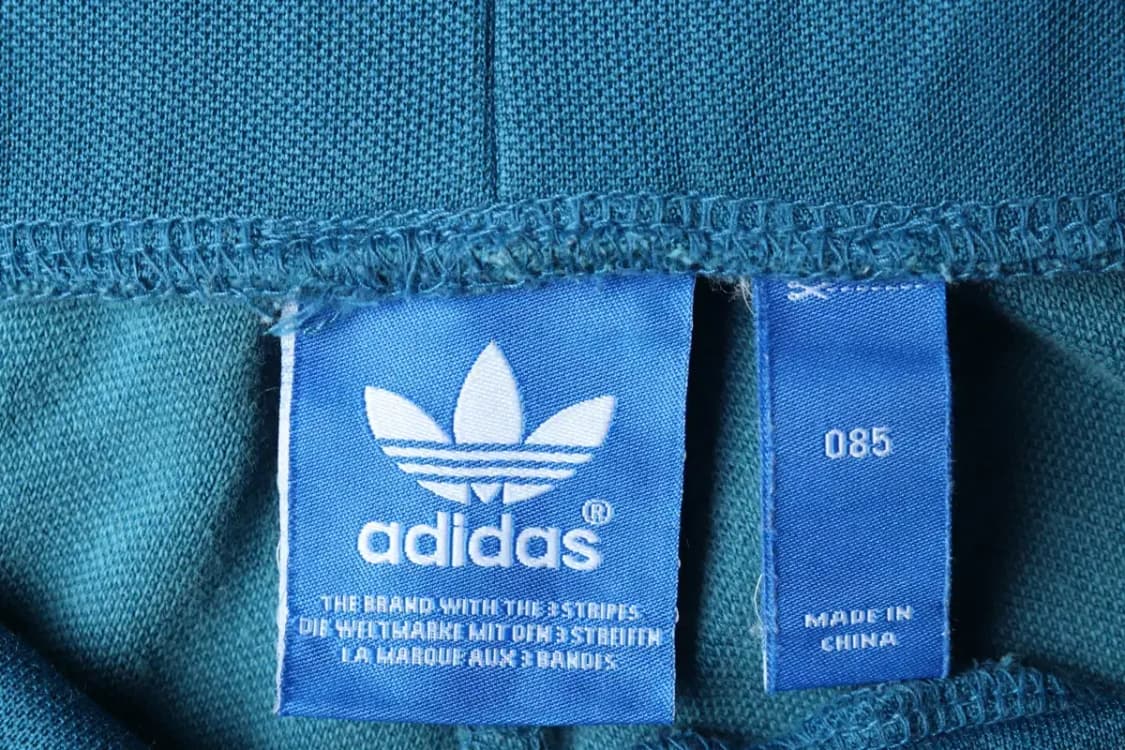 adidas®
THE BRAND WITH THE 3 STRIPES
DIE WELTMARKE MIT DEN 3 STREIFEN
LA MARQUE AUX 3 BANDES
085
MADE IN
CHINA